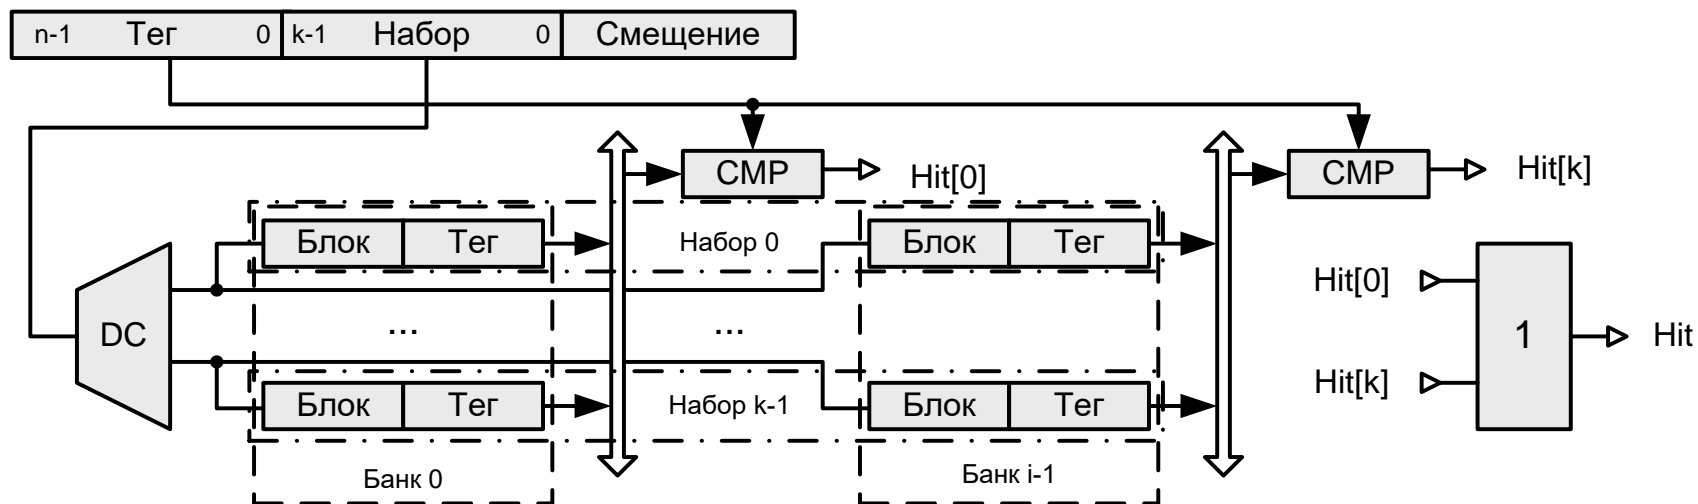 n-1 Тег 0 k-1 Набор 0 Смещение
CMP Hit[0] CMP Hit[k]
Блок Тег Набор 0 Блок Тег
Hit[0]
DC ... ... 1 Hit
Hit[k]
Блок Тег Набор k-1 Блок Тег
Банк 0 Банк i-1